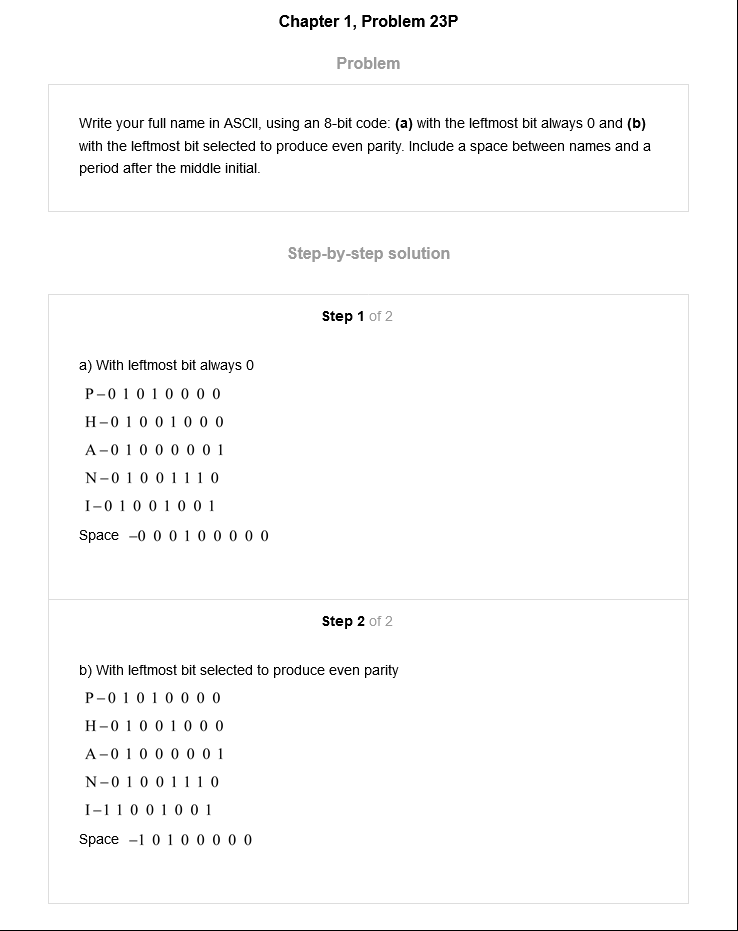 Chapter 1, Problem 23P
Problem
Write your full name in ASCII, using an 8-bit code: (a) with the leftmost bit always 0 and (b)
with the leftmost bit selected to produce even parity. Include a space between names and a
period after the middle initial.
Step-by-step solution
Step 1 of 2
a) With leftmost bit always 0
P–0 1 0 1 0 0 0 0
H–0 1 0 0 1 0 0 0
A–0 1 0 0 0 0 0 1
N–0 1 0 0 1 1 1 0
I–0 1 0 0 1 0 0 1
Space –0 0 0 1 0 0 0 0 0
Step 2 of 2
b) With leftmost bit selected to produce even parity
P–0 1 0 1 0 0 0 0
H–0 1 0 0 1 0 0 0
A–0 1 0 0 0 0 0 1
N–0 1 0 0 1 1 1 0
I–1 1 0 0 1 0 0 1
Space –1 0 1 0 0 0 0 0